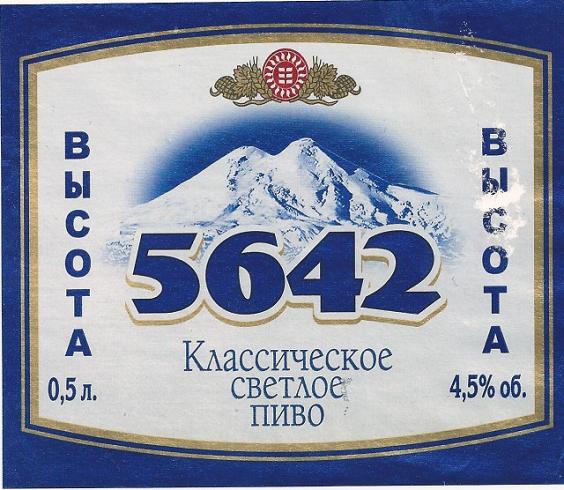 ВЫСОТА
5642
ВЫСОТА
Классическое
светлое
пиво
0,5 л.
4,5% об.